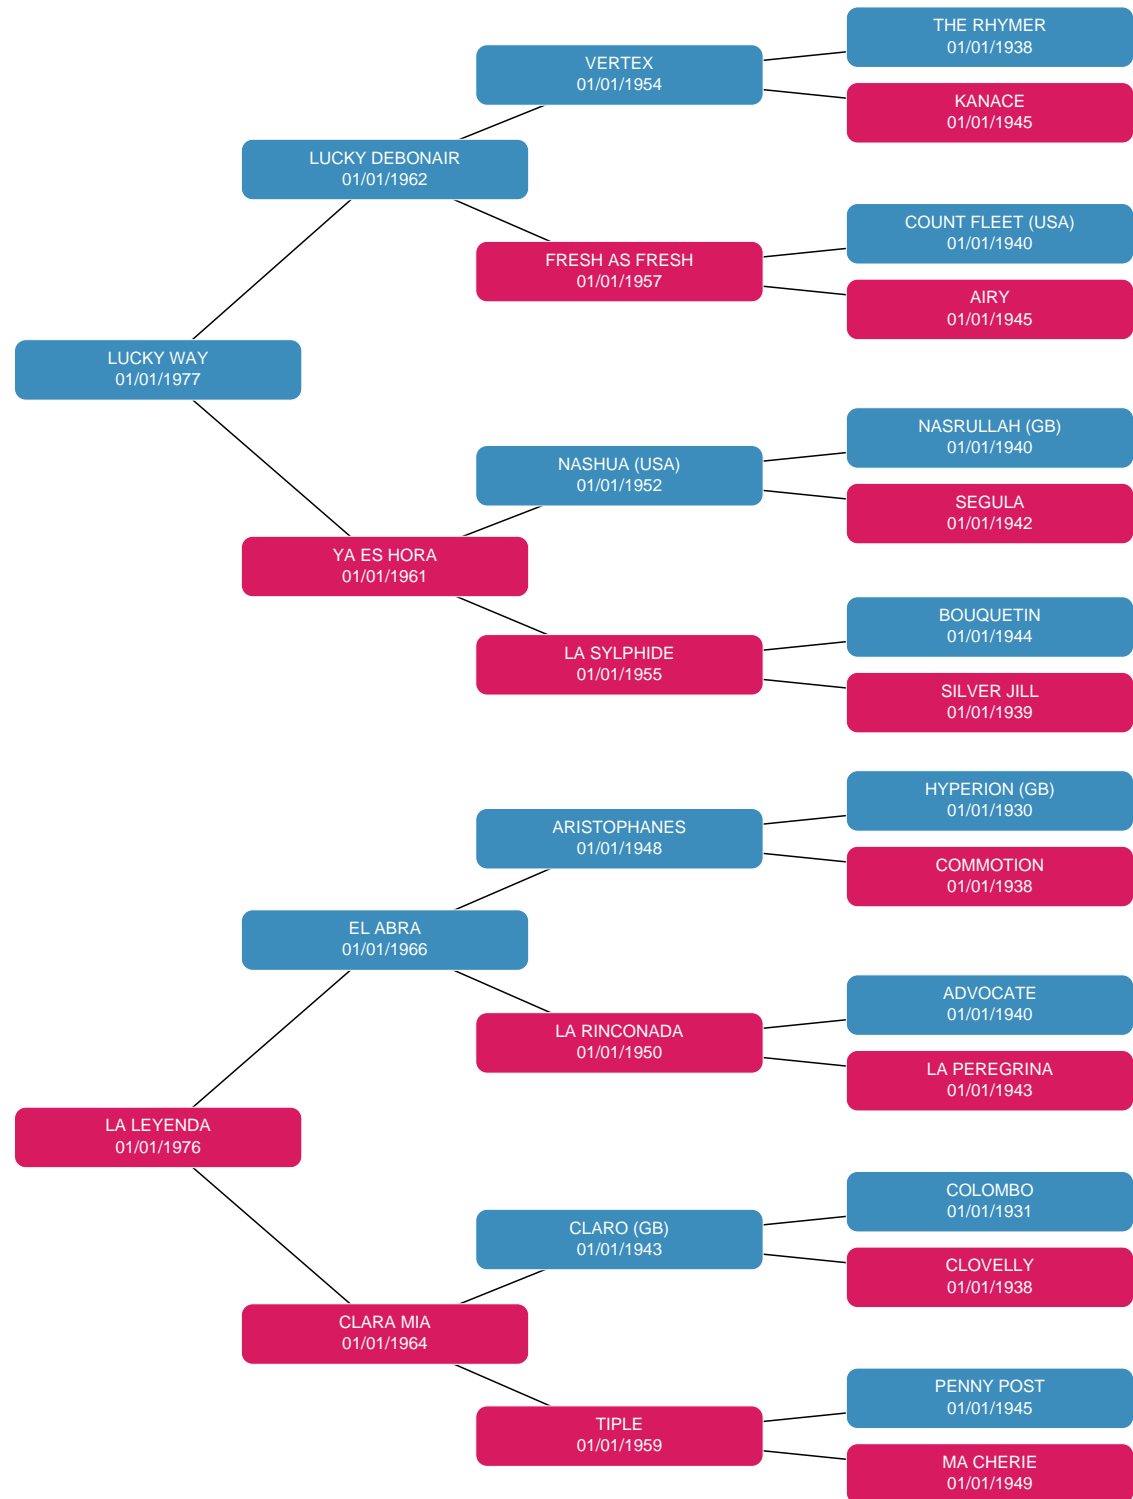 THE RHYMER
01/01/1938
VERTEX
01/01/1954
KANACE
01/01/1945
LUCKY DEBONAIR
01/01/1962
COUNT FLEET (USA)
01/01/1940
FRESH AS FRESH
01/01/1957
AIRY
01/01/1945
LUCKY WAY
01/01/1977
NASRULLAH (GB)
01/01/1940
NASHUA (USA)
01/01/1952
SEGULA
01/01/1942
YA ES HORA
01/01/1961
BOUQUETIN
01/01/1944
LA SYLPHIDE
01/01/1955
SILVER JILL
01/01/1939
HYPERION (GB)
01/01/1930
ARISTOPHANES
01/01/1948
COMMOTION
01/01/1938
EL ABRA
01/01/1966
ADVOCATE
01/01/1940
LA RINCONADA
01/01/1950
LA PEREGRINA
01/01/1943
LA LEYENDA
01/01/1976
COLOMBO
01/01/1931
CLARO (GB)
01/01/1943
CLOVELLY
01/01/1938
CLARA MIA
01/01/1964
PENNY POST
01/01/1945
TIPLE
01/01/1959
MA CHERIE
01/01/1949